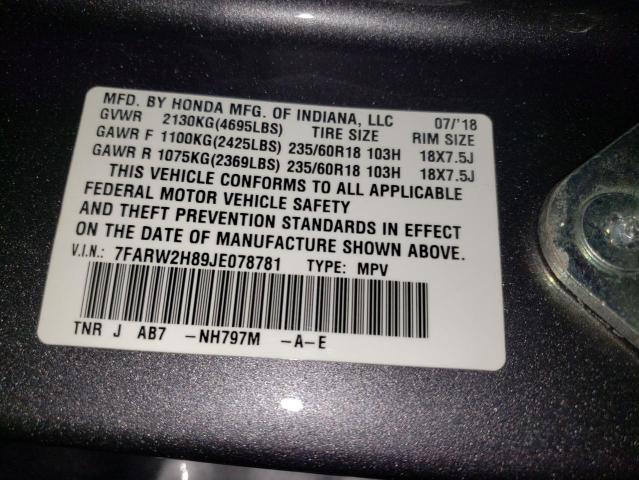 MFD. BY HONDA MFG. OF INDIANA, LLC 07/'18
GVWR 2130KG(4695LBS) TIRE SIZE RIM SIZE
GAWR F 1100KG(2425LBS) 235/60R18 103H 18X7.5J
GAWR R 1075KG(2369LBS) 235/60R18 103H 18X7.5J
THIS VEHICLE CONFORMS TO ALL APPLICABLE
FEDERAL MOTOR VEHICLE SAFETY
AND THEFT PREVENTION STANDARDS IN EFFECT
ON THE DATE OF MANUFACTURE SHOWN ABOVE.
V.I.N.: 7FARW2H89JE078781 TYPE: MPV
TNR J AB7 -NH797M -A-E